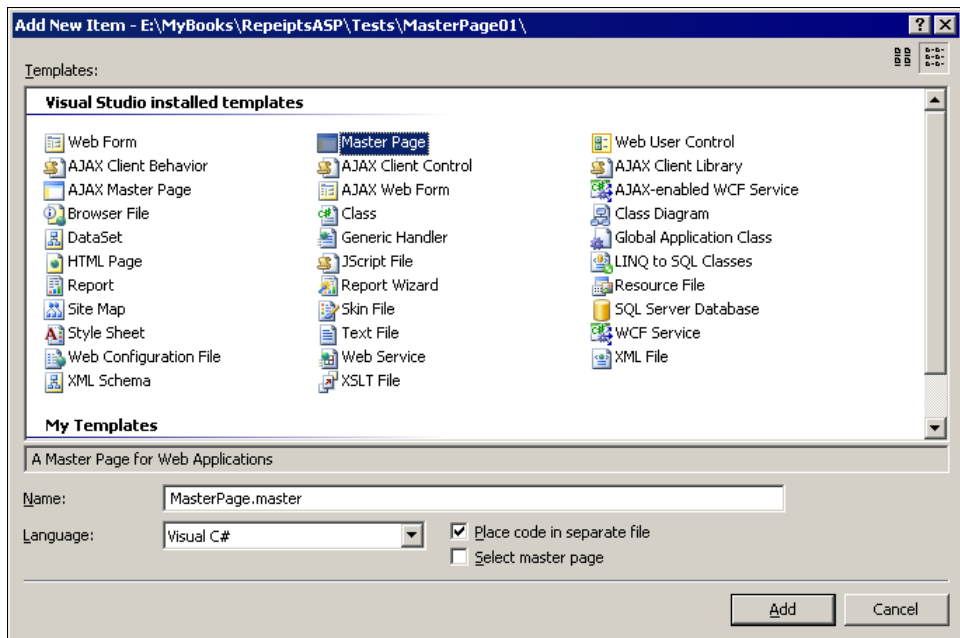 Add New Item - E:\MyBooks\RepeiptsASP\Tests\MasterPage01\
Templates:
Visual Studio installed templates
Web Form Master Page Web User Control
AJAX Client Behavior AJAX Client Control AJAX Client Library
AJAX Master Page AJAX Web Form AJAX-enabled WCF Service
Browser File Class Class Diagram
DataSet Generic Handler Global Application Class
HTML Page JScript File LINQ to SQL Classes
Report Report Wizard Resource File
Site Map Skin File SQL Server Database
Style Sheet Text File WCF Service
Web Configuration File Web Service XML File
XML Schema XSLT File
My Templates
A Master Page for Web Applications
Name: MasterPage.master
Language: Visual C# Place code in separate file
Select master page
Add Cancel